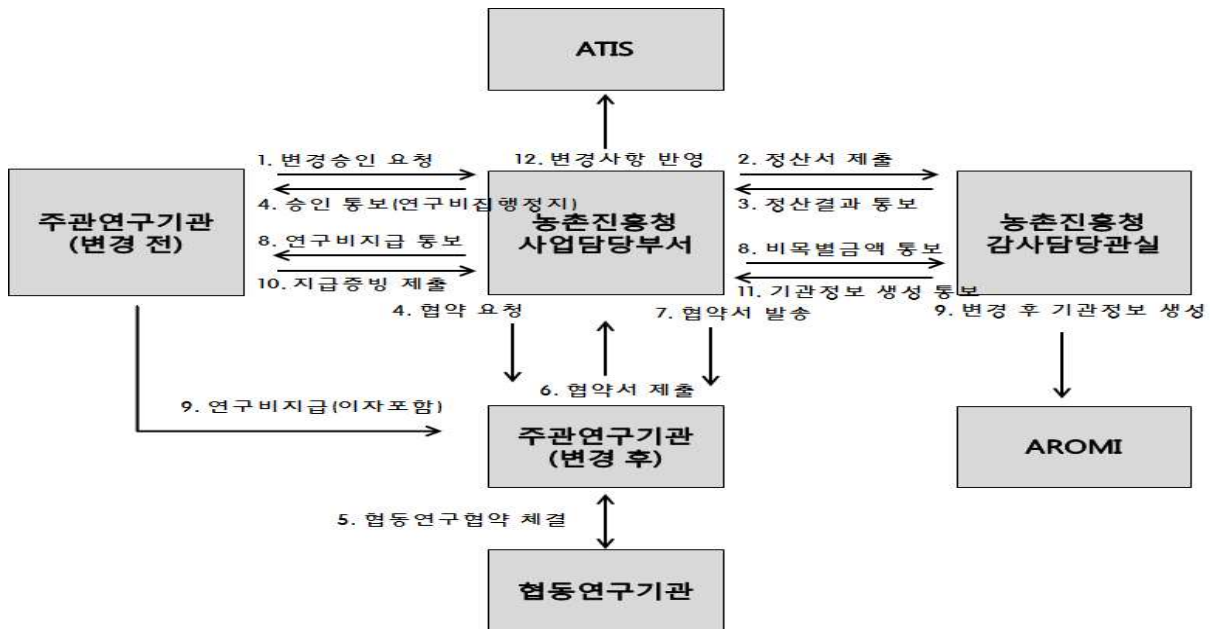 ATIS
1. 변경승인 요청
12. 변경사항 반영
2. 정산서 제출
주관연구기관
(변경 전)
4. 승인 통보(연구비집행정지)
농촌진흥청
사업담당부서
3. 정산결과 통보
농촌진흥청
감사담당관실
8. 연구비지급 통보
8. 비목별금액 통보
10. 지급증빙 제출
11. 기관정보 생성 통보
4. 협약 요청
7. 협약서 발송
9. 변경 후 기관정보 생성
6. 협약서 제출
9. 연구비지급(이자포함)
주관연구기관
(변경 후)
AROMI
5. 협동연구협약 체결
협동연구기관